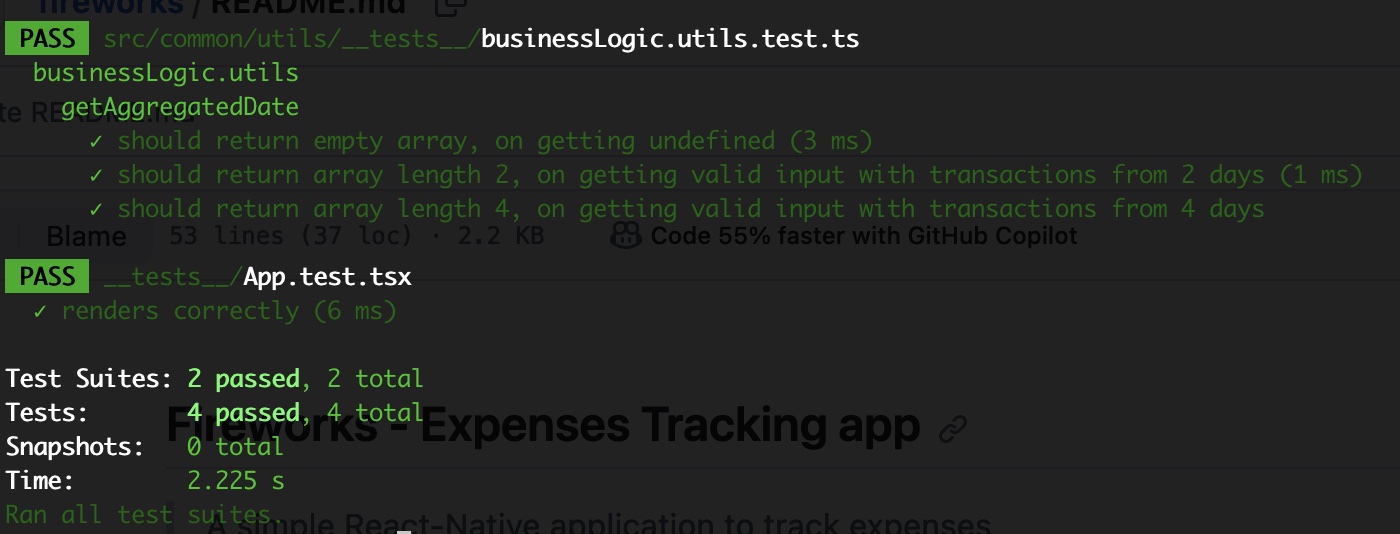 fireworks / README.md
PASS src/common/utils/__tests__/businessLogic.utils.test.ts
businessLogic.utils
getAggregatedDate
✓ should return empty array, on getting undefined (3 ms)
✓ should return array length 2, on getting valid input with transactions from 2 days (1 ms)
✓ should return array length 4, on getting valid input with transactions from 4 days
Blame 53 lines (37 loc) · 2.2 KB Code 55% faster with GitHub Copilot
PASS __tests__/App.test.tsx
✓ renders correctly (6 ms)
Test Suites: 2 passed, 2 total
Tests: 4 passed, 4 total
Fireworks - Expenses Tracking app
Snapshots: 0 total
Time: 2.225 s
Ran all test suites.
A simple React-Native application to track expenses